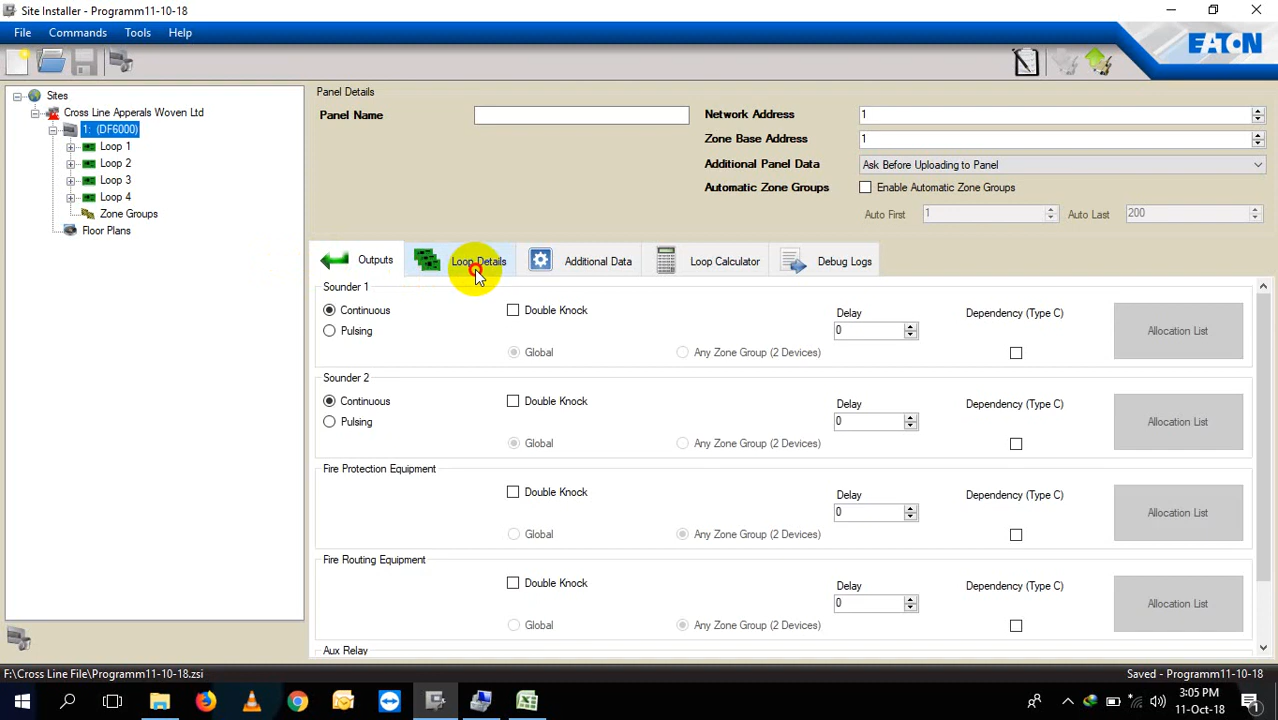 Site Installer - Programm11-10-18
File Commands Tools Help
EATON
Sites
Cross Line Apperals Woven Ltd
1: (DF6000)
Loop 1
Loop 2
Loop 3
Loop 4
Zone Groups
Floor Plans
Panel Details
Panel Name
Network Address 1
Zone Base Address 1
Additional Panel Data Ask Before Uploading to Panel
Automatic Zone Groups Enable Automatic Zone Groups
Auto First 1 Auto Last 200
Outputs Loop Details Additional Data Loop Calculator Debug Logs
Sounder 1
Continuous Double Knock Delay Dependency (Type C)
Pulsing 0 Allocation List
Global Any Zone Group (2 Devices)
Sounder 2
Continuous Double Knock Delay Dependency (Type C)
Pulsing 0 Allocation List
Global Any Zone Group (2 Devices)
Fire Protection Equipment
Double Knock Delay Dependency (Type C)
0 Allocation List
Global Any Zone Group (2 Devices)
Fire Routing Equipment
Double Knock Delay Dependency (Type C)
0 Allocation List
Global Any Zone Group (2 Devices)
Aux Relay
F:\Cross Line File\Programm11-10-18.zsi Saved - Programm11-10-18
3:05 PM
11-Oct-18
1